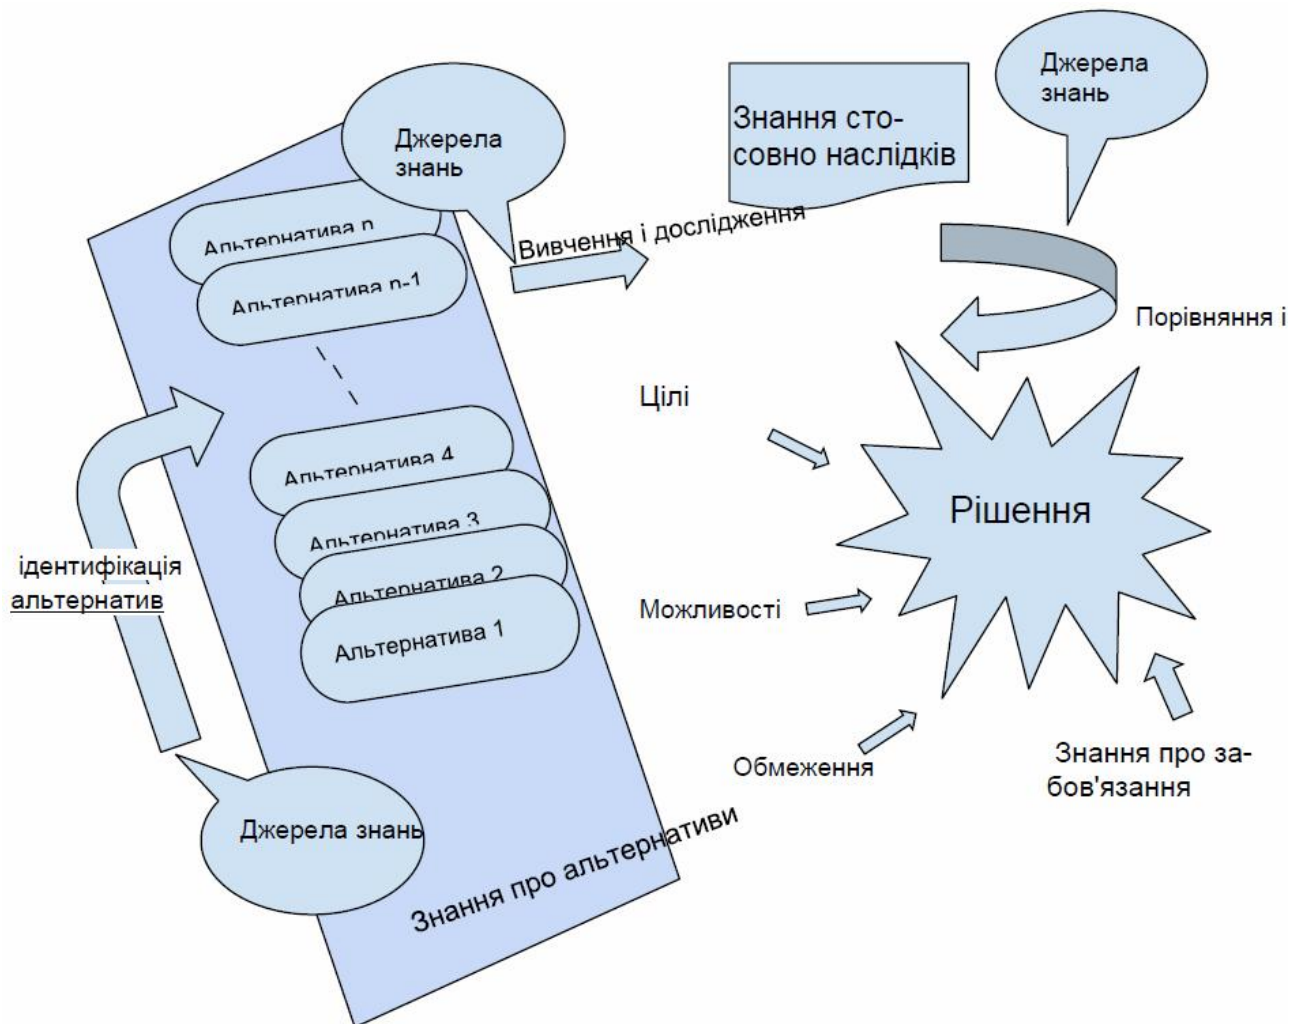 Джерела
знань
Знання сто-
совно наслідків
Джерела
знань
Альтернатива n
Альтернатива n-1
Вивчення і дослідження
Порівняння і
Цілі
Альтернатива 4
Альтернатива 3
Альтернатива 2
Альтернатива 1
Рішення
ідентифікація
альтернатив
Можливості
Обмеження
Знання про за-
бов'язання
Джерела знань
Знання про альтернативи